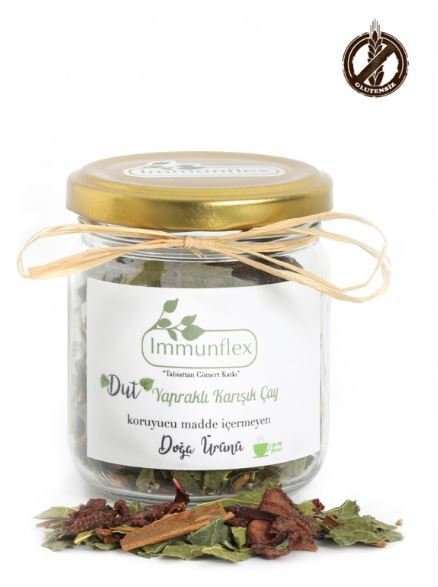 GLUTENSİZ
Immunflex
Immunflex
"Tabiattan Cömert Katkı"
Dut Yapraklı Karışık Çay
koruyucu madde içermeyen
Doğa Ürünü